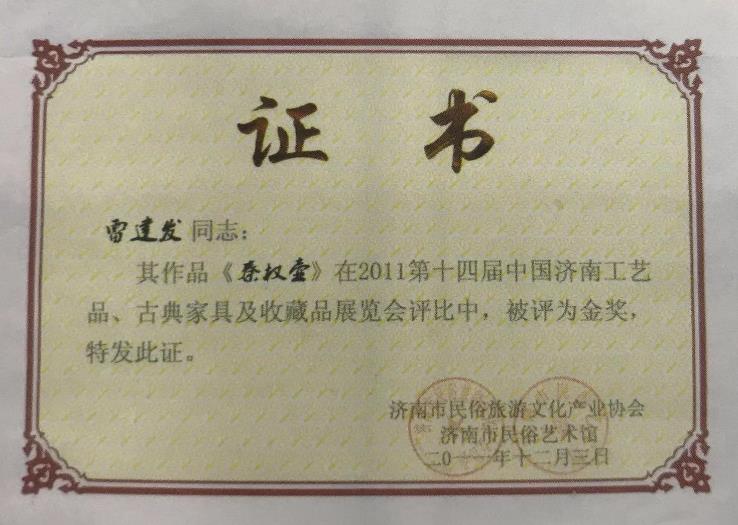 证书
雷建发同志：
其作品《秦权壶》在2011第十四届中国济南工艺
品、古典家具及收藏品展览会评比中，被评为金奖，
特发此证。
济南市民俗旅游文化产业协会
济南市民俗艺术馆
二〇一一年十二月三日